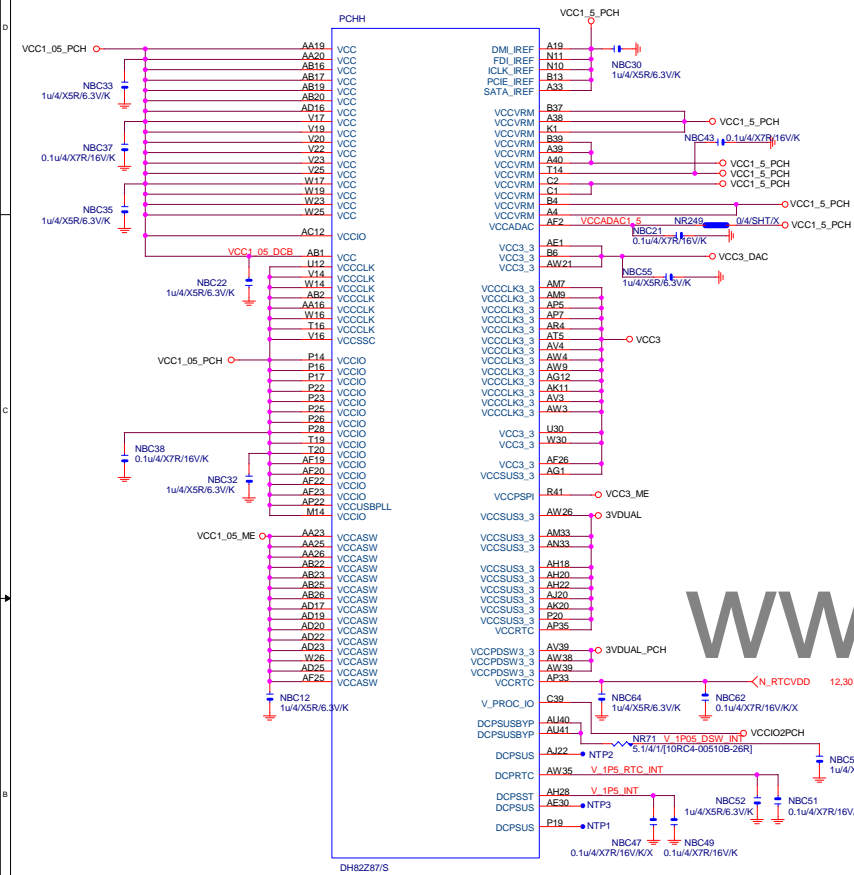 D
PCHH
VCC1_5_PCH
VCC1_05_PCH
AA19 VCC
AA20 VCC
AB16 VCC
AB17 VCC
AB19 VCC
AB20 VCC
AD16 VCC
V17 VCC
V19 VCC
V20 VCC
V22 VCC
V23 VCC
V25 VCC
W17 VCC
W19 VCC
W23 VCC
W25 VCC
AC12 VCCIO
VCC1_05_DCB AB1 VCC
NBC33
1u/4/X5R/6.3V/K
NBC37
0.1u/4/X7R/16V/K
NBC35
1u/4/X5R/6.3V/K
NBC22
1u/4/X5R/6.3V/K
U12 VCCCLK
V14 VCCCLK
W14 VCCCLK
AB2 VCCCLK
AA16 VCCCLK
W16 VCCCLK
T16 VCCCLK
V16 VCCSSC
VCC1_05_PCH
P14 VCCIO
P16 VCCIO
P17 VCCIO
P22 VCCIO
P23 VCCIO
P25 VCCIO
P26 VCCIO
P28 VCCIO
T19 VCCIO
T20 VCCIO
AF19 VCCIO
AF20 VCCIO
AF22 VCCIO
AF23 VCCIO
AP22 VCCUSBPLL
M14 VCCIO
C
NBC38
0.1u/4/X7R/16V/K
NBC32
1u/4/X5R/6.3V/K
VCC1_05_ME
AA23 VCCASW
AA25 VCCASW
AA26 VCCASW
AB22 VCCASW
AB23 VCCASW
AB25 VCCASW
AB26 VCCASW
AD17 VCCASW
AD19 VCCASW
AD20 VCCASW
AD22 VCCASW
AD23 VCCASW
W26 VCCASW
AD25 VCCASW
AF25 VCCASW
NBC12
1u/4/X5R/6.3V/K
B
DMI_IREF A19
FDI_IREF N11
ICLK_IREF N10
PCIE_IREF B13
SATA_IREF A33
NBC30
1u/4/X5R/6.3V/K
VCCVRM B37
VCCVRM A38
VCCVRM K1
VCCVRM B39
VCCVRM A39
VCCVRM A40
VCCVRM T14
VCCVRM C2
VCCVRM C1
VCCVRM B4
VCCVRM A4
VCCADAC AF2 VCCADAC1_5
VCC1_5_PCH
NBC43 0.1u/4/X7R/16V/K
VCC1_5_PCH
VCC1_5_PCH
VCC1_5_PCH
VCC1_5_PCH
NR249 0/4/SHT/X VCC1_5_PCH
NBC21
0.1u/4/X7R/16V/K
VCC3_3 AE1
VCC3_3 B6
VCC3_3 AW21
VCC3_DAC
NBC55
1u/4/X5R/6.3V/K
VCCCLK3_3 AM7
VCCCLK3_3 AM9
VCCCLK3_3 AP5
VCCCLK3_3 AP7
VCCCLK3_3 AR4
VCCCLK3_3 AT5
VCCCLK3_3 AV4
VCCCLK3_3 AW4
VCCCLK3_3 AW9
VCCCLK3_3 AG12
VCCCLK3_3 AK11
VCCCLK3_3 AV3
VCCCLK3_3 AW3
VCC3
VCC3_3 U30
VCC3_3 W30
VCC3_3 AF26
VCCSUS3_3 AG1
VCCPSPI R41 VCC3_ME
VCCSUS3_3 AW26 3VDUAL
VCCSUS3_3 AM33
VCCSUS3_3 AN33
VCCSUS3_3 AH18
VCCSUS3_3 AH20
VCCSUS3_3 AH22
VCCSUS3_3 AJ20
VCCSUS3_3 AK20
VCCSUS3_3 P20
VCCRTC AP35
VCCPDSW3_3 AV39 3VDUAL_PCH
VCCPDSW3_3 AW38
VCCPDSW3_3 AW39
VCCRTC AP33 N_RTCVDD 12,30
NBC64
1u/4/X5R/6.3V/K
NBC62
0.1u/4/X7R/16V/K/X
V_PROC_IO C39
VCCIO2PCH
DCPSUSBYP AU40
DCPSUSBYP AU41
NR71 V_1P05_DSW_INT
5.1/4/1/[10RC4-00510B-26R]
NBC5
1u/4/X
DCPSUS AJ22 NTP2
DCPRTC AW35 V_1P5_RTC_INT
DCPSST AH28 V_1P5_INT
DCPSUS AE30 NTP3
DCPSUS P19 NTP1
NBC52
1u/4/X5R/6.3V/K
NBC51
0.1u/4/X7R/16V/
NBC47
0.1u/4/X7R/16V/K/X
NBC49
0.1u/4/X7R/16V/K
DH82Z87/S
WW